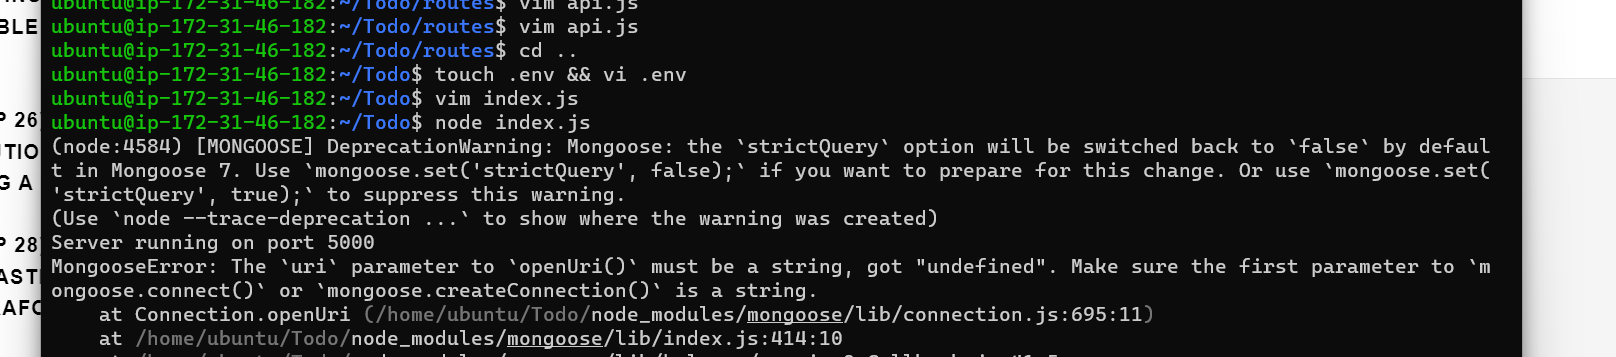 ubuntu@ip-172-31-46-182:~/Todo/routes$ vim api.js
BLE
ubuntu@ip-172-31-46-182:~/Todo/routes$ vim api.js
ubuntu@ip-172-31-46-182:~/Todo/routes$ cd ..
ubuntu@ip-172-31-46-182:~/Todo$ touch .env && vi .env
ubuntu@ip-172-31-46-182:~/Todo$ vim index.js
P 26
ubuntu@ip-172-31-46-182:~/Todo$ node index.js
UTIO
(node:4584) [MONGOOSE] DeprecationWarning: Mongoose: the `strictQuery` option will be switched back to `false` by defaul
t in Mongoose 7. Use `mongoose.set('strictQuery', false);` if you want to prepare for this change. Or use `mongoose.set(
G A
'strictQuery', true);` to suppress this warning.
(Use `node --trace-deprecation ...` to show where the warning was created)
P 28
Server running on port 5000
MongooseError: The `uri` parameter to `openUri()` must be a string, got "undefined". Make sure the first parameter to `m
AST
ongoose.connect()` or `mongoose.createConnection()` is a string.
AFC
    at Connection.openUri (/home/ubuntu/Todo/node_modules/mongoose/lib/connection.js:695:11)
    at /home/ubuntu/Todo/node_modules/mongoose/lib/index.js:414:10